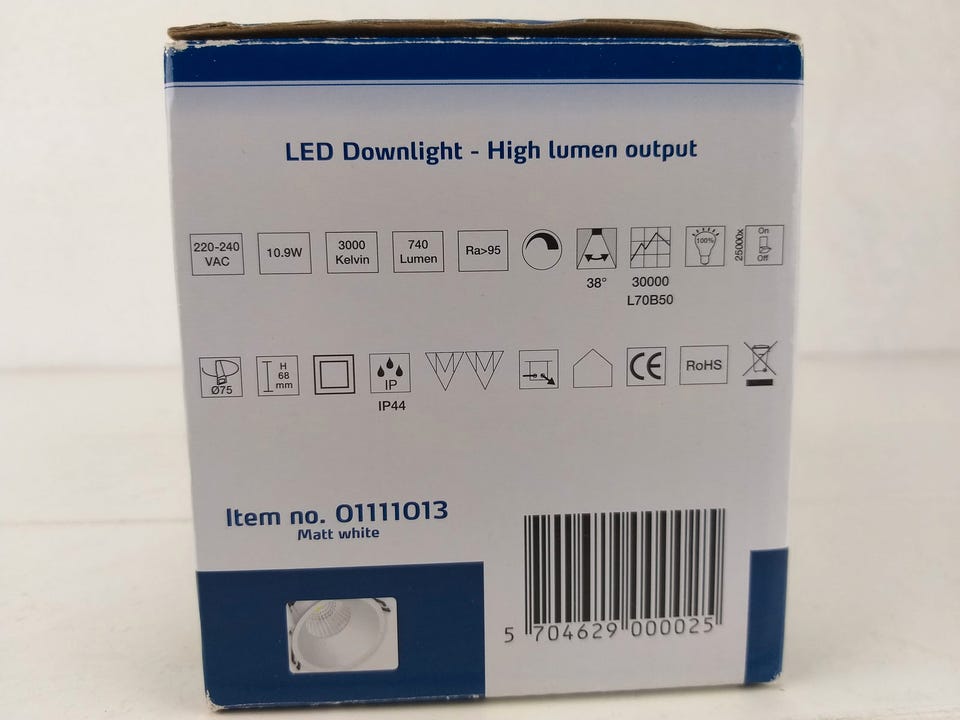 LED Downlight - High lumen output
220-240
VAC
10.9W
3000
Kelvin
740
Lumen
Ra>95
38°
30000
L70B50
100%
25000x
On
Off
Ø75
H
68
mm
IP
IP44
MM
CE
RoHS
Item no. 01111013
Matt white
5 704629 000025